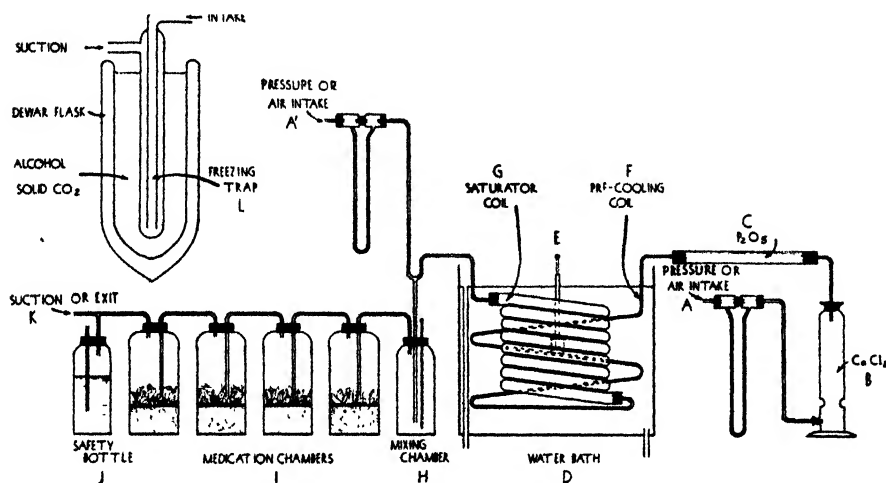 INTAKE
SUCTION
DEWAR FLASK
ALCOHOL
SOLID CO2
FREEZING
TRAP
L
PRESSURE OR
AIR INTAKE
A'
G
SATURATOR
COIL
F
PRE-COOLING
COIL
E
C
P2O5
PRESSURE OR
AIR INTAKE
A
CaCl2
B
SUCTION OR EXIT
K
SAFETY
BOTTLE
J
MEDICATION CHAMBERS
I
MIXING
CHAMBER
H
WATER BATH
D